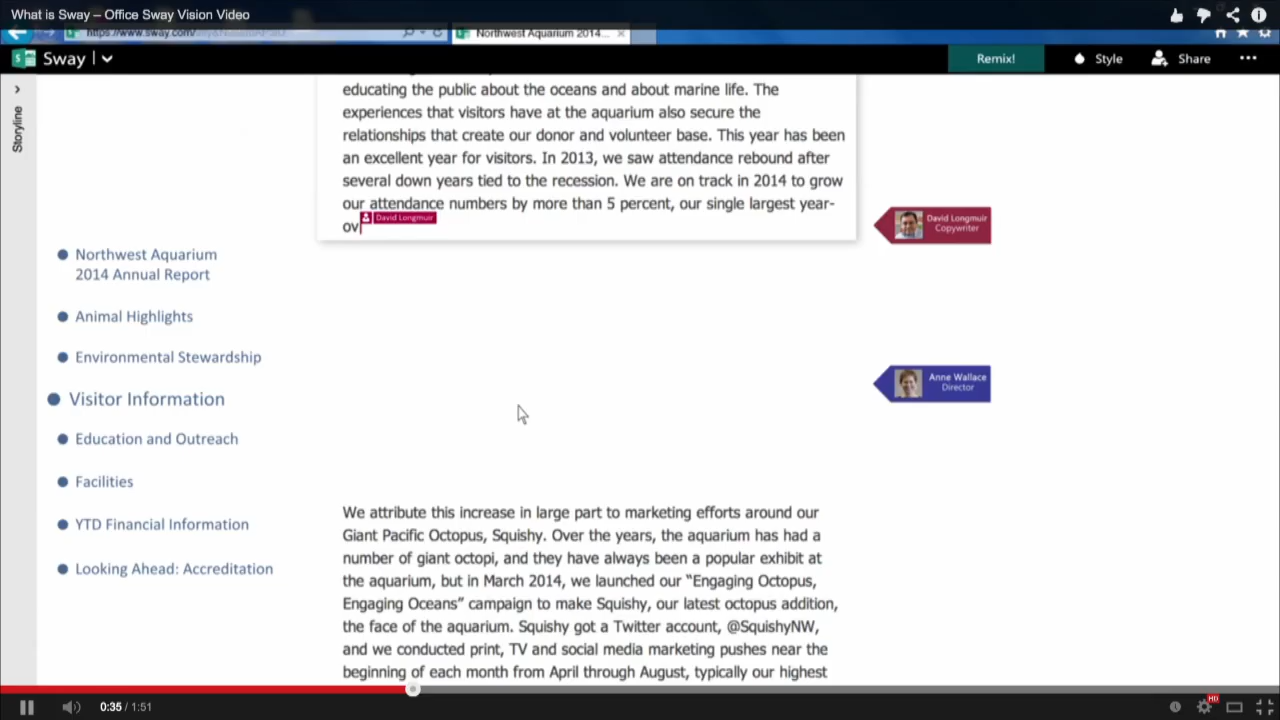 What is Sway – Office Sway Vision Video
https://www.sway.com/
Northwest Aquarium 2014...
Sway
Remix!
Style
Share
Storyline
educating the public about the oceans and about marine life. The
experiences that visitors have at the aquarium also secure the
relationships that create our donor and volunteer base. This year has been
an excellent year for visitors. In 2013, we saw attendance rebound after
several down years tied to the recession. We are on track in 2014 to grow
our attendance numbers by more than 5 percent, our single largest year-
ov
David Longmuir
David Longmuir
Copywriter
Northwest Aquarium
2014 Annual Report
Animal Highlights
Environmental Stewardship
Visitor Information
Education and Outreach
Facilities
YTD Financial Information
Looking Ahead: Accreditation
Anne Wallace
Director
We attribute this increase in large part to marketing efforts around our
Giant Pacific Octopus, Squishy. Over the years, the aquarium has had a
number of giant octopi, and they have always been a popular exhibit at
the aquarium, but in March 2014, we launched our “Engaging Octopus,
Engaging Oceans” campaign to make Squishy, our latest octopus addition,
the face of the aquarium. Squishy got a Twitter account, @SquishyNW,
and we conducted print, TV and social media marketing pushes near the
beginning of each month from April through August, typically our highest
0:35 / 1:51
HD